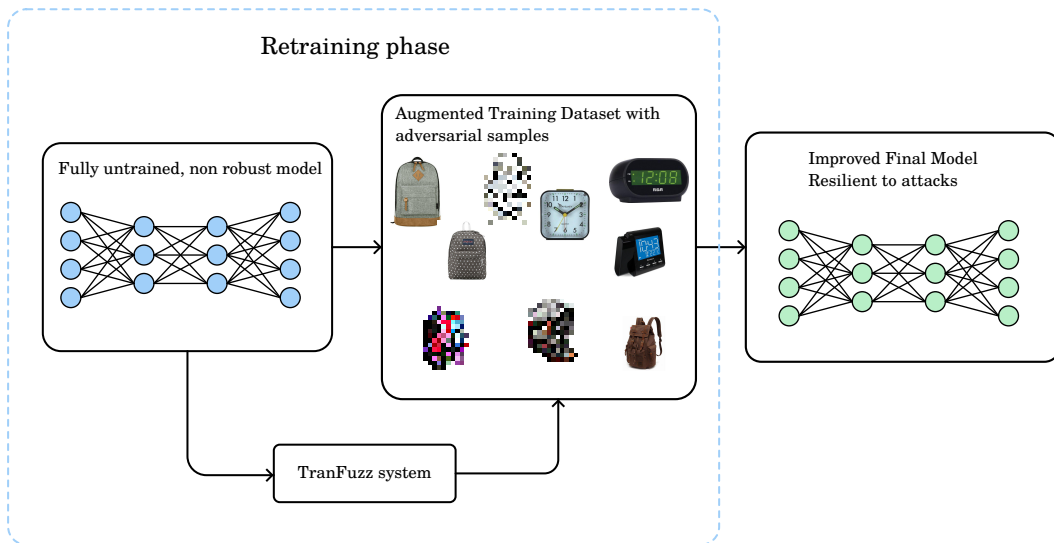 Retraining phase
Augmented Training Dataset with
adversarial samples
Fully untrained, non robust model
12:08
TranFuzz system
Improved Final Model
Resilient to attacks